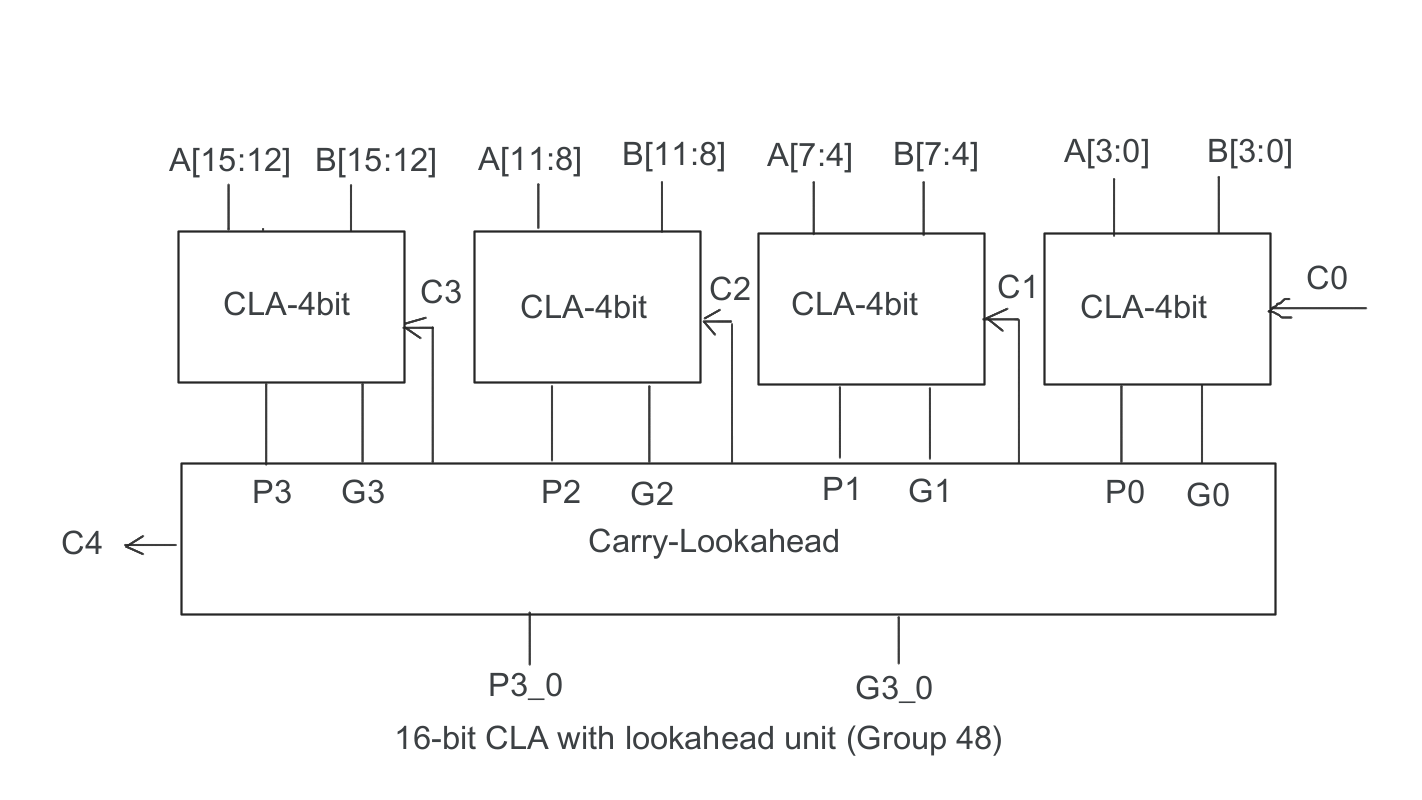 A[15:12] B[15:12] A[11:8] B[11:8] A[7:4] B[7:4] A[3:0] B[3:0]
CLA-4bit C3 CLA-4bit C2 CLA-4bit C1 CLA-4bit C0
P3 G3 P2 G2 P1 G1 P0 G0
C4 Carry-Lookahead
P3_0 G3_0
16-bit CLA with lookahead unit (Group 48)